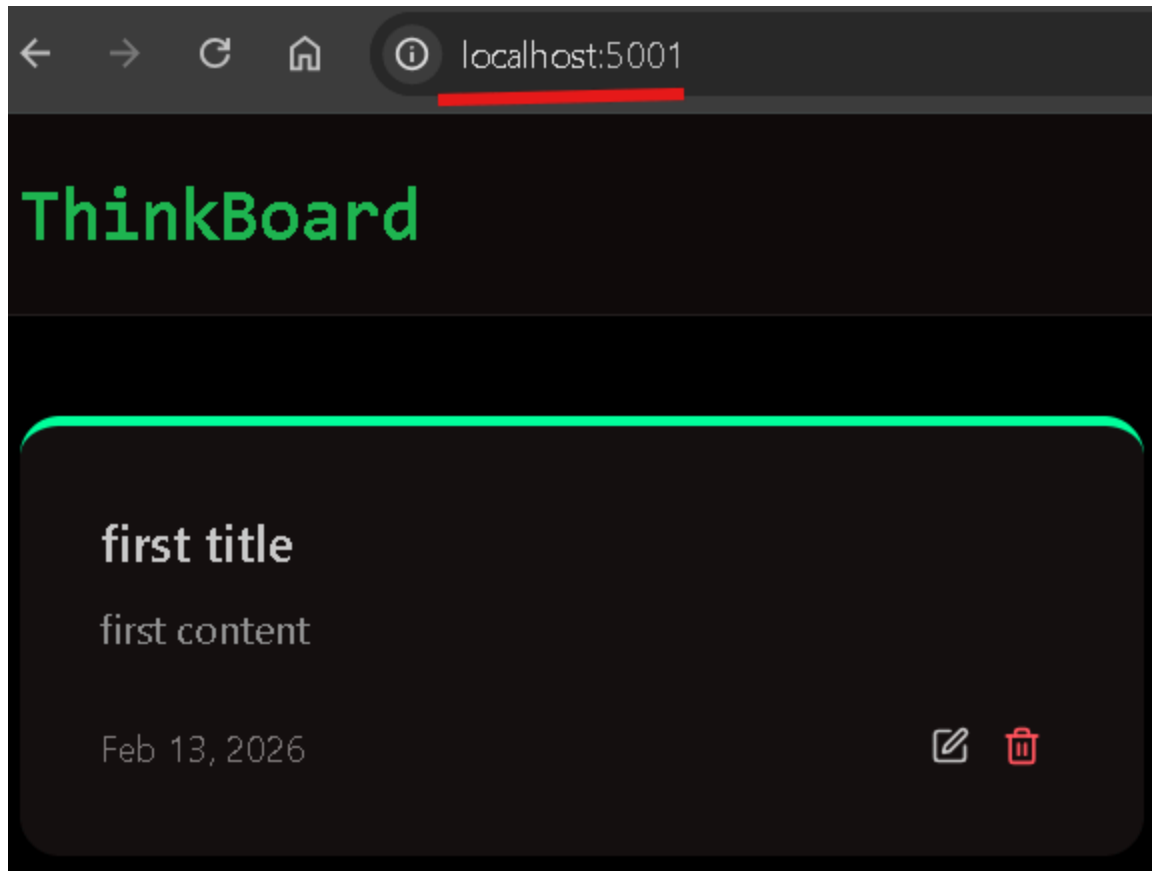 localhost:5001
ThinkBoard
first title
first content
Feb 13, 2026